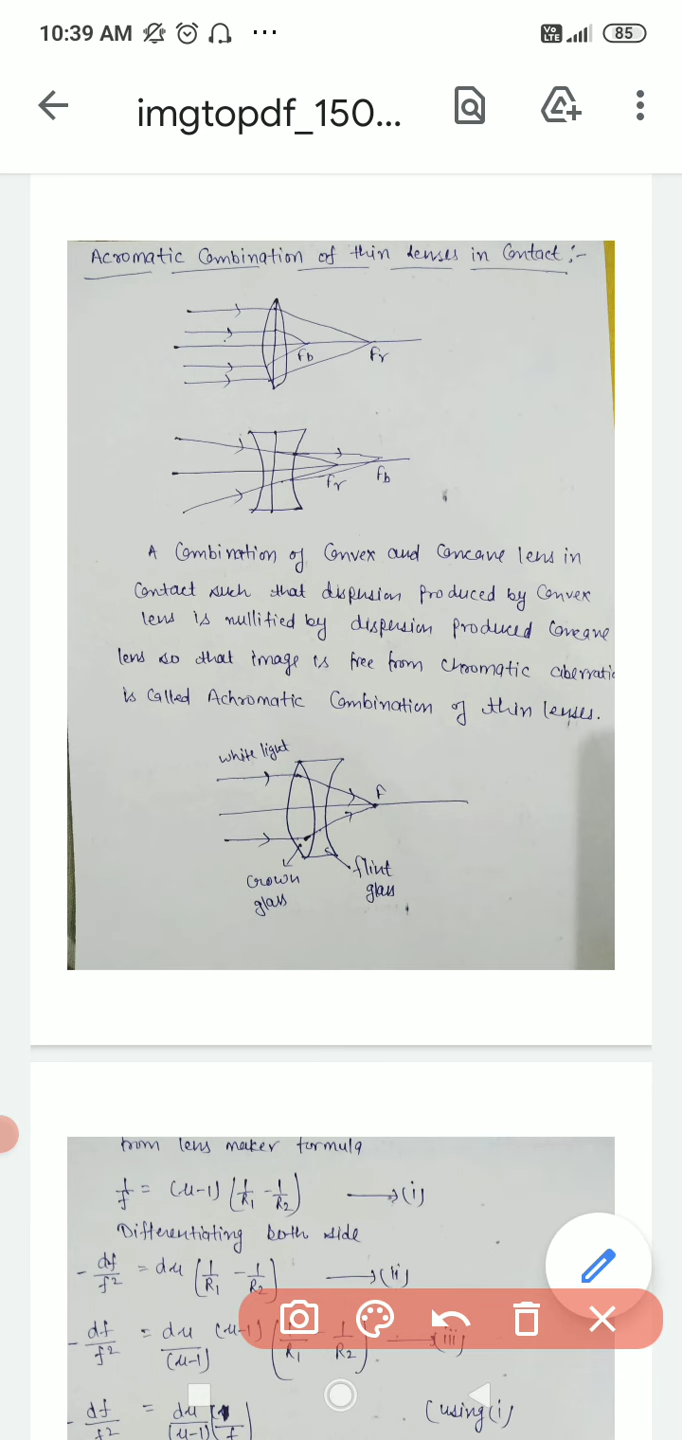 10:39 AM ...
Vo LTE 85
imgtopdf_150...
Acromatic Combination of thin lenses in Contact :-
Fb Fr
Fr Fb
A Combination of Convex and Concave lens in
Contact such that dispersion produced by Convex
lens is nullified by dispersion produced Concave
lens so that image is free from Chromatic aberratio
is Called Achromatic Combination of thin lenses.
white light
F
Crown
glass
flint
glass
from lens maker formula
1/f = (μ-1) (1/R1 - 1/R2) → (i)
Differentiating both side
- df/f² = dμ (1/R1 - 1/R2) → (ii)
- df/f² = dμ/(μ-1) (μ-1) (1/R1 1/R2) → (iii)
- df/f² = dμ/(μ-1) (1/f) (using (i)